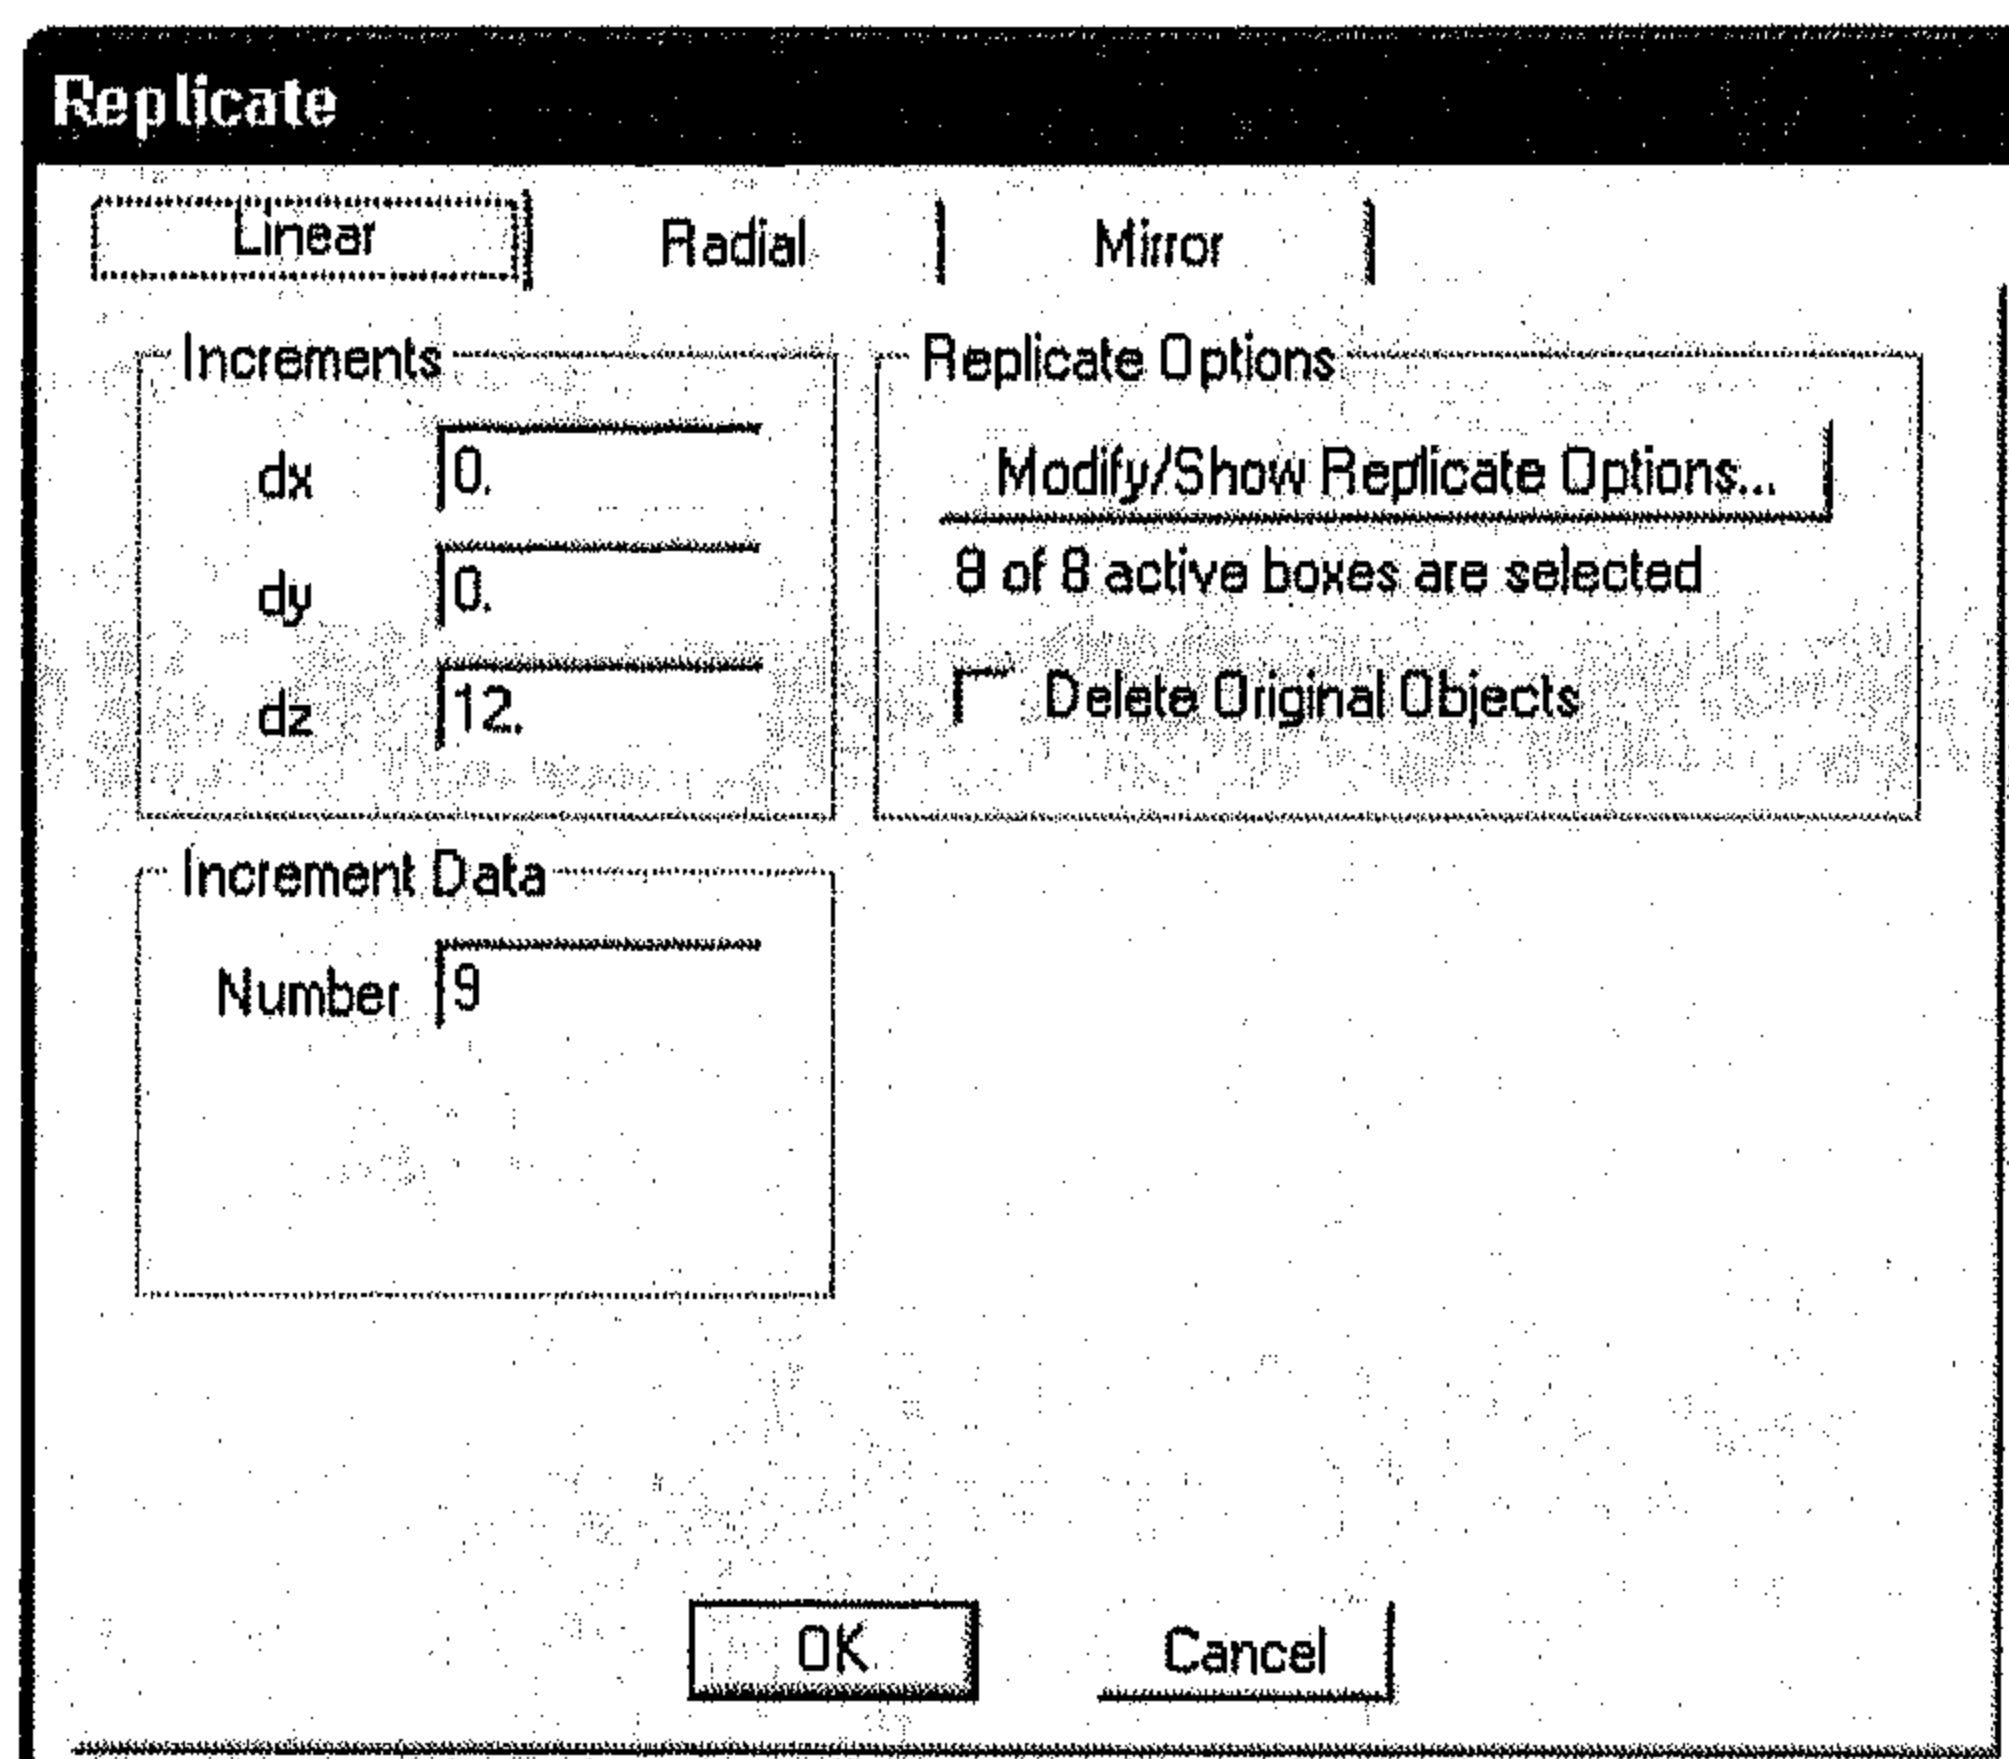 Replicate
Linear Radial Mirror
Increments
dx 0.
dy 0.
dz 12.
Replicate Options
Modify/Show Replicate Options...
8 of 8 active boxes are selected
Delete Original Objects
Increment Data
Number 9
OK Cancel